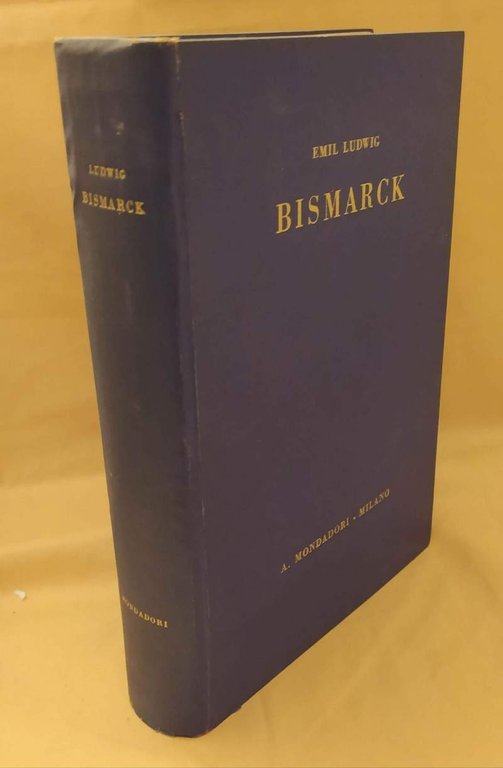 LUDWIG
BISMARCK
MONDADORI
EMIL LUDWIG
BISMARCK
A. MONDADORI • MILANO